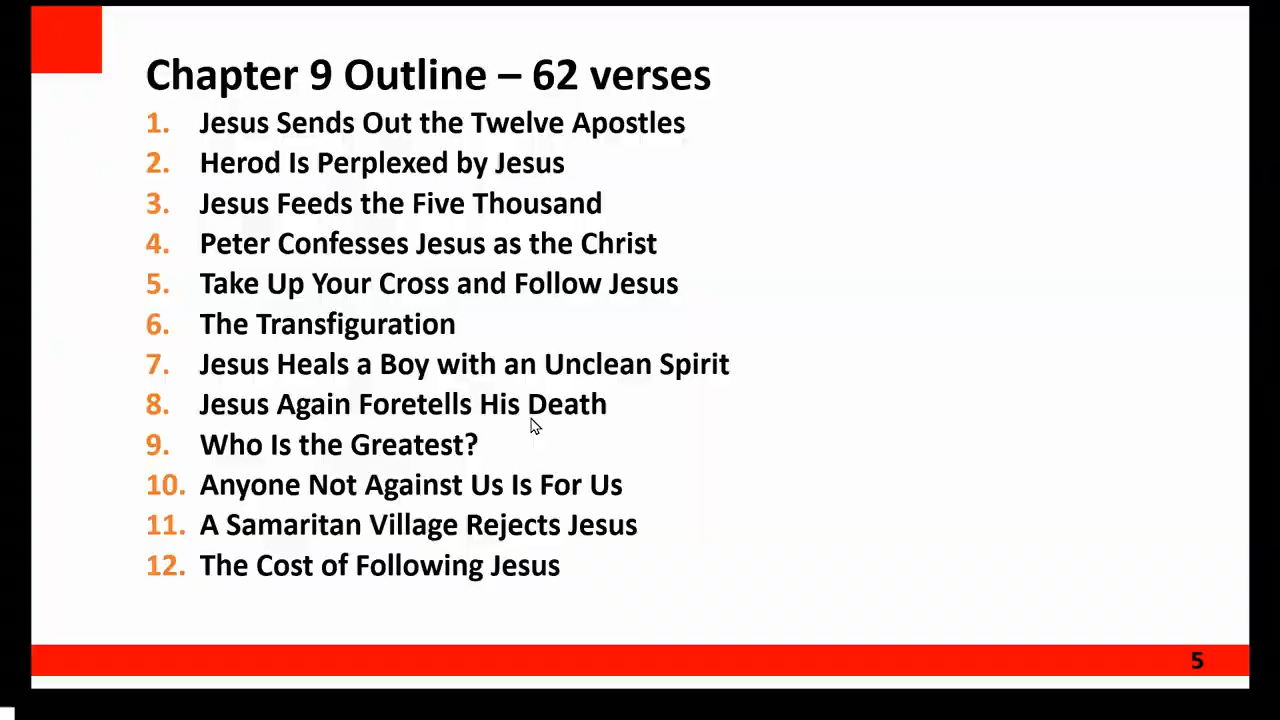 Chapter 9 Outline – 62 verses
1. Jesus Sends Out the Twelve Apostles
2. Herod Is Perplexed by Jesus
3. Jesus Feeds the Five Thousand
4. Peter Confesses Jesus as the Christ
5. Take Up Your Cross and Follow Jesus
6. The Transfiguration
7. Jesus Heals a Boy with an Unclean Spirit
8. Jesus Again Foretells His Death
9. Who Is the Greatest?
10. Anyone Not Against Us Is For Us
11. A Samaritan Village Rejects Jesus
12. The Cost of Following Jesus
5